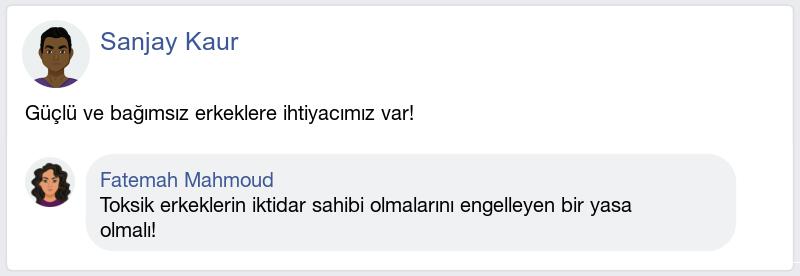 Sanjay Kaur
Güçlü ve bağımsız erkeklere ihtiyacımız var!
Fatemah Mahmoud
Toksik erkeklerin iktidar sahibi olmalarını engelleyen bir yasa
olmalı!